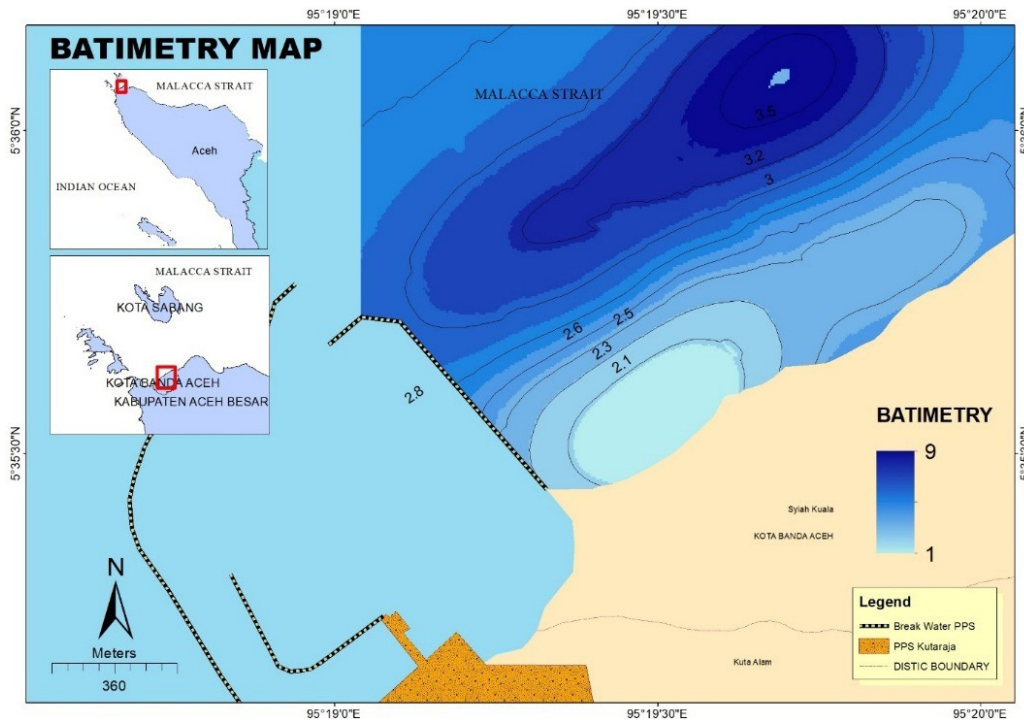 95°19'0"E
95°19'30"E
95°20'0"E
BATIMETRY MAP
MALACCA STRAIT
Aceh
INDIAN OCEAN
MALACCA STRAIT
KOTA SABANG
KOTA BANDA ACEH
KABUPATEN ACEH BESAR
MALACCA STRAIT
3.5
3.2
3
2.6
2.5
2.3
2.1
2.8
5°36'0"N
5°35'30"N
BATIMETRY
9
1
Syiah Kuala
KOTA BANDA ACEH
Kuta Alam
N
Meters
360
Legend
Break Water PPS
PPS Kutaraja
DISTIC BOUNDARY
95°19'0"E
95°19'30"E
95°20'0"E